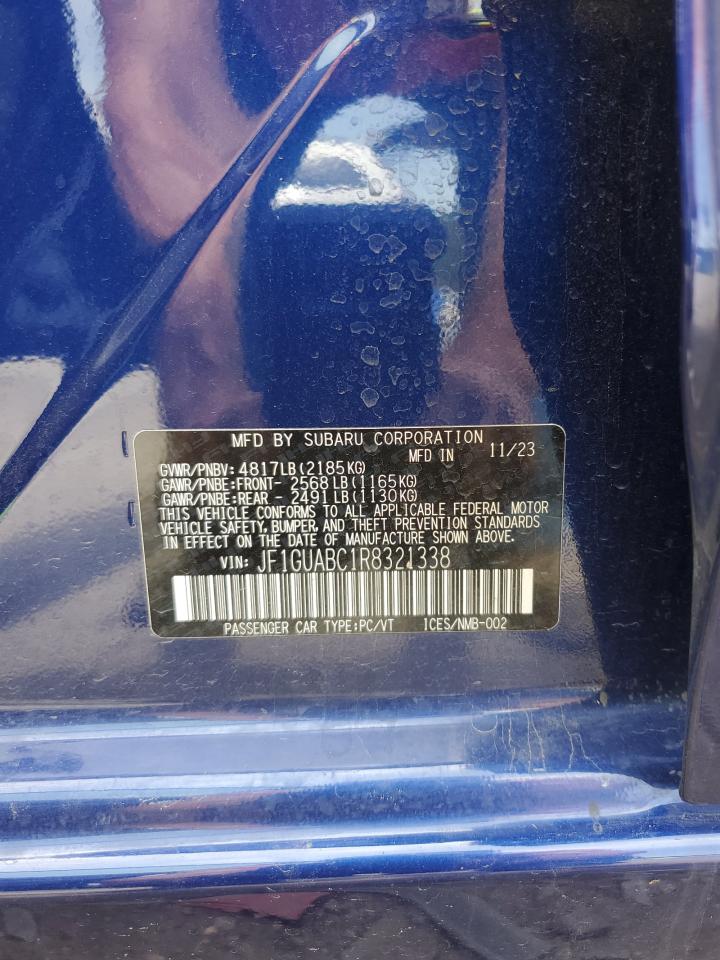 MFD BY SUBARU CORPORATION
MFD IN 11/23
GVWR/PNBV: 4817LB(2185KG)
GAWR/PNBE:FRONT- 2568LB(1165KG)
GAWR/PNBE:REAR - 2491LB(1130KG)
THIS VEHICLE CONFORMS TO ALL APPLICABLE FEDERAL MOTOR
VEHICLE SAFETY, BUMPER, AND THEFT PREVENTION STANDARDS
IN EFFECT ON THE DATE OF MANUFACTURE SHOWN ABOVE.
VIN: JF1GUABC1R8321338
PASSENGER CAR TYPE:PC/VT ICES/NMB-002